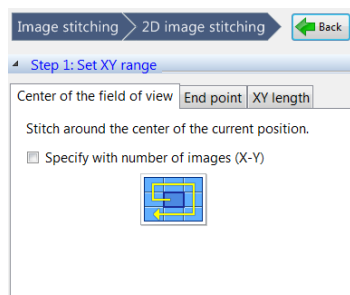 Image stitching 2D image stitching Back
Step 1: Set XY range
Center of the field of view End point XY length
Stitch around the center of the current position.
Specify with number of images (X-Y)